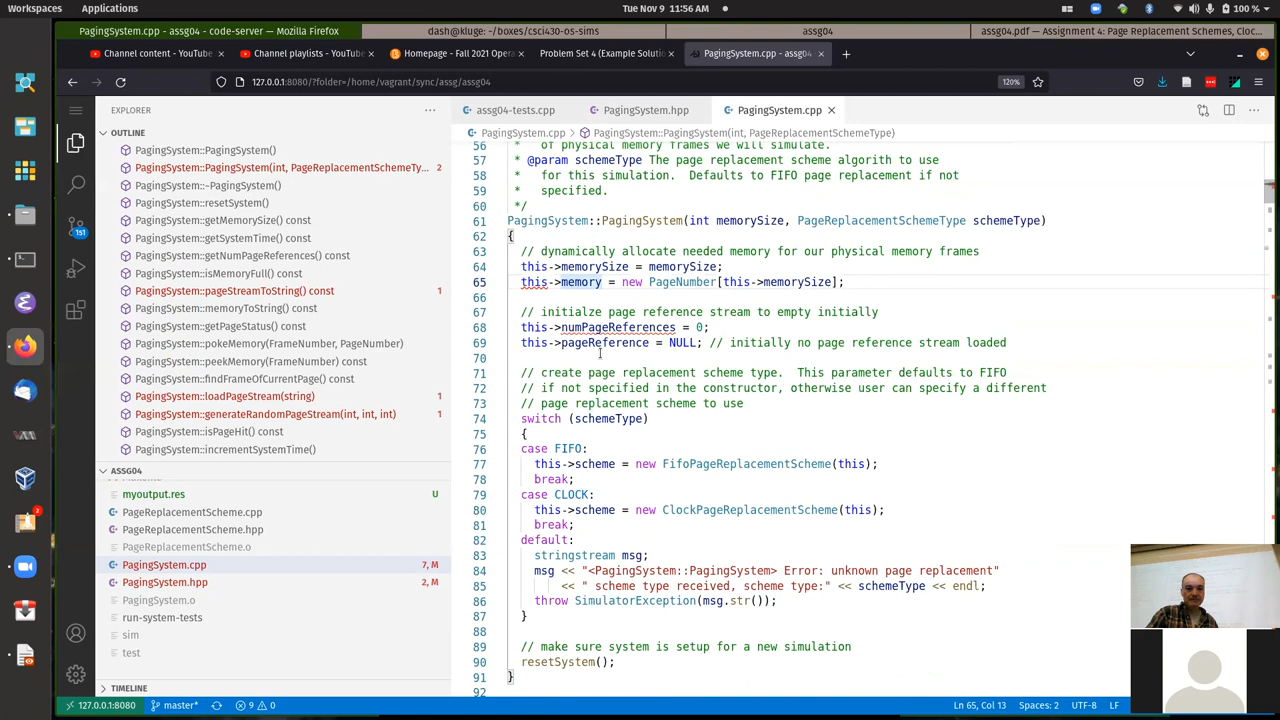 Workspaces Applications Tue Nov 9 11:56 AM 100 %
PagingSystem.cpp - assg04 - code-server — Mozilla Firefox
dash@kluge: ~/boxes/csci430-os-sims
assg04
assg04.pdf — Assignment 4: Page Replacement Schemes, Cloc...
Channel content - YouTube
Channel playlists - YouTube
Homepage - Fall 2021 Opera
Problem Set 4 (Example Soluti
PagingSystem.cpp - assg04
127.0.0.1:8080/?folder=/home/vagrant/sync/assg/assg04
120%
EXPLORER
OUTLINE
PagingSystem::PagingSystem()
PagingSystem::PagingSystem(int, PageReplacementSchemeTy... 2
PagingSystem::~PagingSystem()
PagingSystem::resetSystem()
PagingSystem::getMemorySize() const
PagingSystem::getSystemTime() const
PagingSystem::getNumPageReferences() const
PagingSystem::isMemoryFull() const
PagingSystem::pageStreamToString() const 1
PagingSystem::memoryToString() const
PagingSystem::getPageStatus() const
PagingSystem::pokeMemory(FrameNumber, PageNumber)
PagingSystem::peekMemory(FrameNumber) const
PagingSystem::findFrameOfCurrentPage() const
PagingSystem::loadPageStream(string) 1
PagingSystem::generateRandomPageStream(int, int, int) 1
PagingSystem::isPageHit() const
PagingSystem::incrementSystemTime()
ASSG04
myoutput.res U
PageReplacementScheme.cpp
PageReplacementScheme.hpp
PageReplacementScheme.o
PagingSystem.cpp 7, M
PagingSystem.hpp 2, M
PagingSystem.o
run-system-tests
sim
test
TIMELINE
151
2
assg04-tests.cpp PagingSystem.hpp PagingSystem.cpp
PagingSystem.cpp PagingSystem::PagingSystem(int, PageReplacementSchemeType)
56 * of physical memory frames we will simulate.
57 * @param schemeType The page replacement scheme algorith to use
58 * for this simulation. Defaults to FIFO page replacement if not
59 * specified.
60 */
61 PagingSystem::PagingSystem(int memorySize, PageReplacementSchemeType schemeType)
62 {
63 // dynamically allocate needed memory for our physical memory frames
64 this->memorySize = memorySize;
65 this->memory = new PageNumber[this->memorySize];
66
67 // initialze page reference stream to empty initially
68 this->numPageReferences = 0;
69 this->pageReference = NULL; // initially no page reference stream loaded
70
71 // create page replacement scheme type. This parameter defaults to FIFO
72 // if not specified in the constructor, otherwise user can specify a different
73 // page replacement scheme to use
74 switch (schemeType)
75 {
76 case FIFO:
77 this->scheme = new FifoPageReplacementScheme(this);
78 break;
79 case CLOCK:
80 this->scheme = new ClockPageReplacementScheme(this);
81 break;
82 default:
83 stringstream msg;
84 msg << "<PagingSystem::PagingSystem> Error: unknown page replacement"
85 << " scheme type received, scheme type:" << schemeType << endl;
86 throw SimulatorException(msg.str());
87 }
88
89 // make sure system is setup for a new simulation
90 resetSystem();
91 }
92
127.0.0.1:8080 master* 9 0 Ln 65, Col 13 Spaces: 2 UTF-8 LF